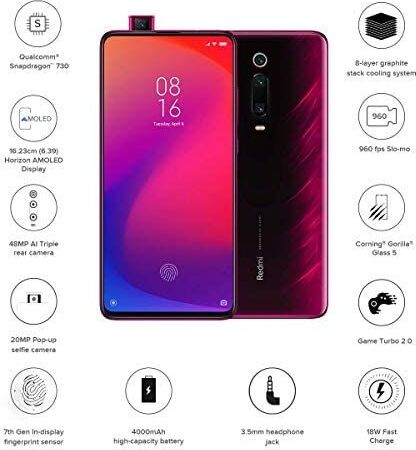 S
Qualcomm®
Snapdragon™ 730
8-layer graphite
stack cooling system
AMOLED
16.23cm (6.39)
Horizon AMOLED
Display
960
960 fps Slo-mo
08
16
Tuesday, April 6
48MP AI Triple
rear camera
Corning® Gorilla®
Glass 5
Redmi
20MP Pop-up
selfie camera
Game Turbo 2.0
7th Gen In-display
fingerprint sensor
4000mAh
high-capacity battery
3.5mm headphone
jack
18W Fast
Charge